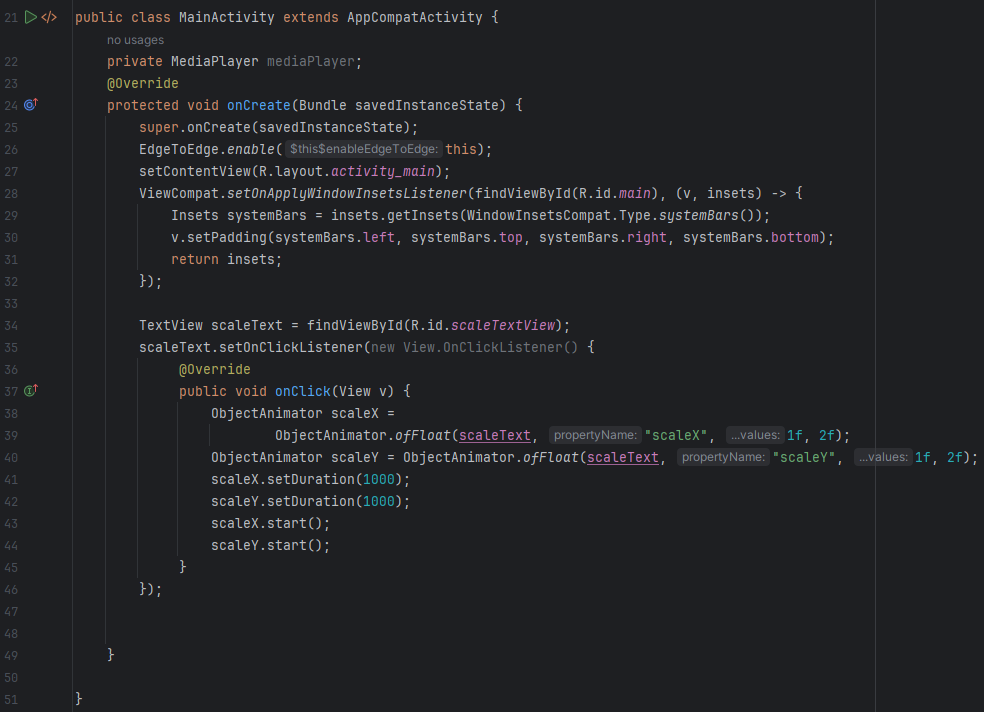 21 public class MainActivity extends AppCompatActivity {
no usages
22 private MediaPlayer mediaPlayer;
23 @Override
24 protected void onCreate(Bundle savedInstanceState) {
25 super.onCreate(savedInstanceState);
26 EdgeToEdge.enable( $this$enableEdgeToEdge: this);
27 setContentView(R.layout.activity_main);
28 ViewCompat.setOnApplyWindowInsetsListener(findViewById(R.id.main), (v, insets) -> {
29 Insets systemBars = insets.getInsets(WindowInsetsCompat.Type.systemBars());
30 v.setPadding(systemBars.left, systemBars.top, systemBars.right, systemBars.bottom);
31 return insets;
32 });
33
34 TextView scaleText = findViewById(R.id.scaleTextView);
35 scaleText.setOnClickListener(new View.OnClickListener() {
36 @Override
37 public void onClick(View v) {
38 ObjectAnimator scaleX =
39 ObjectAnimator.ofFloat(scaleText, propertyName: "scaleX", ...values: 1f, 2f);
40 ObjectAnimator scaleY = ObjectAnimator.ofFloat(scaleText, propertyName: "scaleY", ...values: 1f, 2f);
41 scaleX.setDuration(1000);
42 scaleY.setDuration(1000);
43 scaleX.start();
44 scaleY.start();
45 }
46 });
47
48
49 }
50
51 }